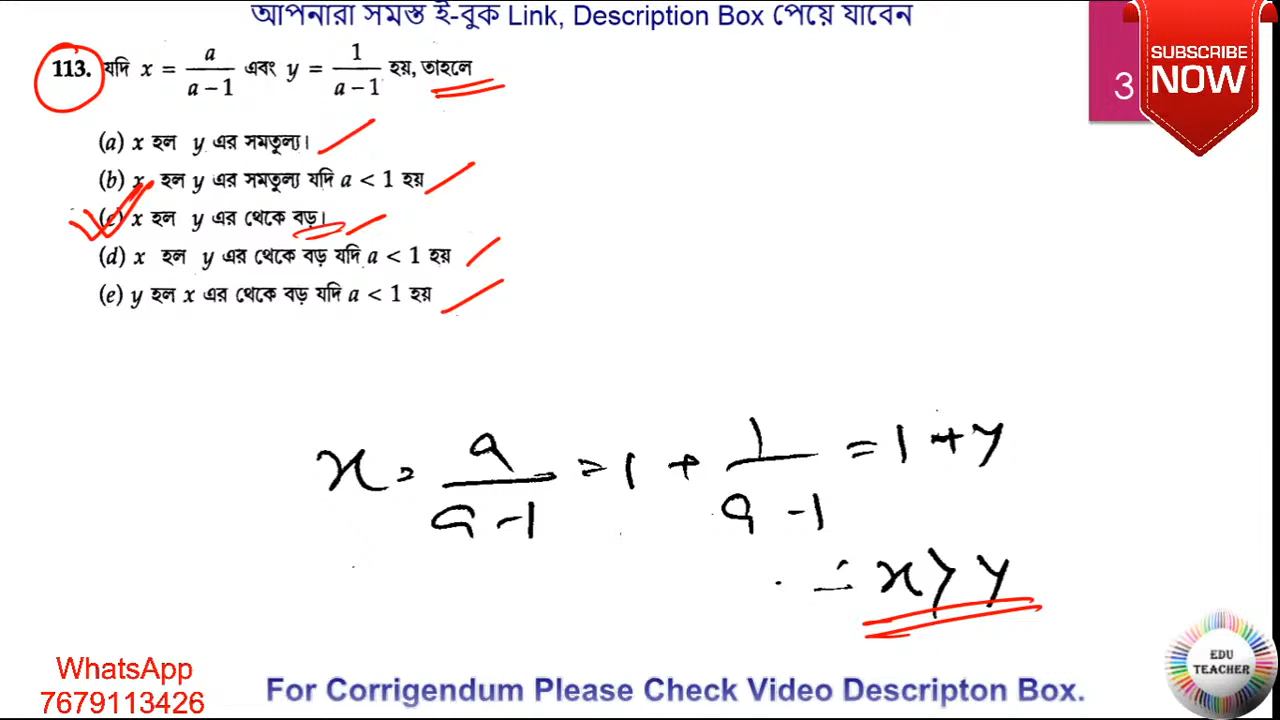 আপনারা সমস্ত ই-বুক Link, Description Box পেয়ে যাবেন
SUBSCRIBE
NOW
3
113. যদি x = a/(a − 1) এবং y = 1/(a − 1) হয়, তাহলে
(a) x হল y এর সমতুল্য।
(b) x হল y এর সমতুল্য যদি a < 1 হয়
(c) x হল y এর থেকে বড়।
(d) x হল y এর থেকে বড় যদি a < 1 হয়
(e) y হল x এর থেকে বড় যদি a < 1 হয়
x = a/(a − 1) = 1 + 1/(a − 1) = 1 + y
= x > y
EDU
TEACHER
WhatsApp
7679113426
For Corrigendum Please Check Video Descripton Box.